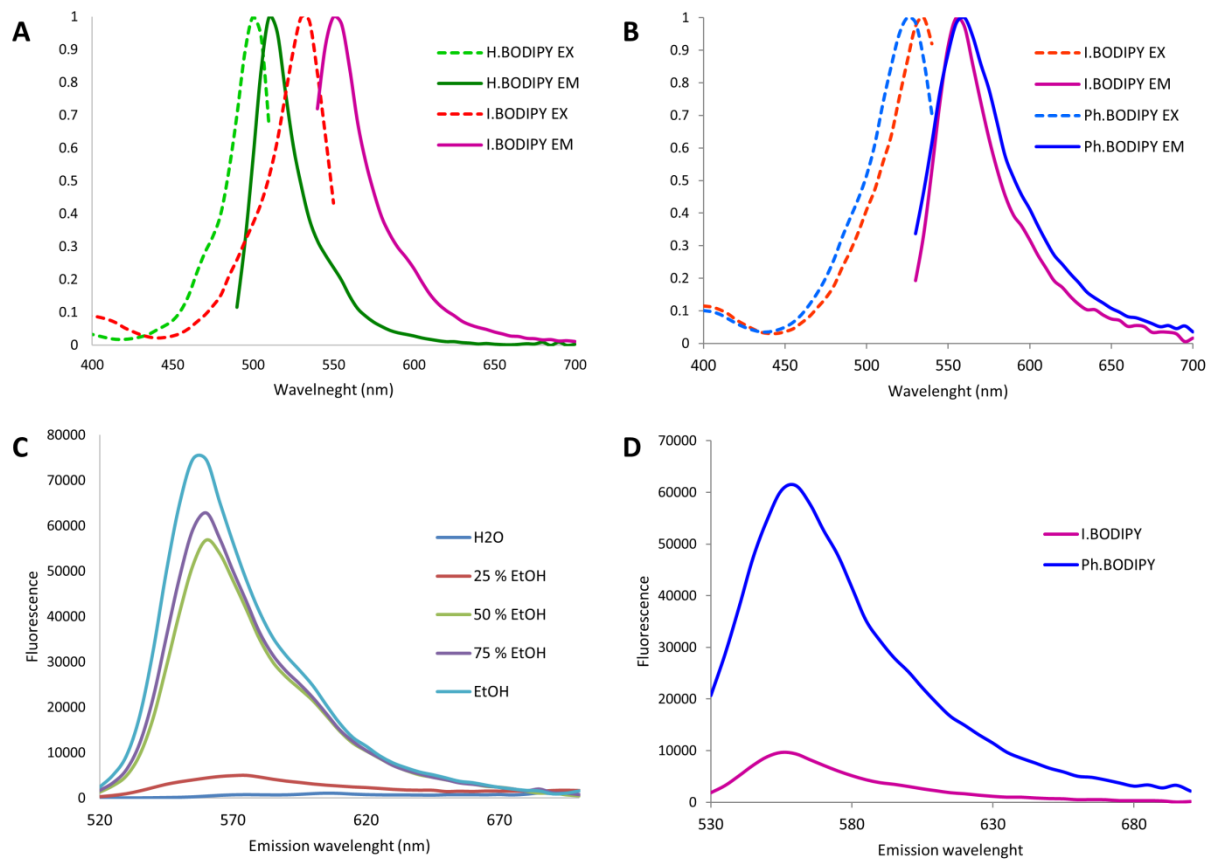 A
1
0.9
0.8
0.7
0.6
0.5
0.4
0.3
0.2
0.1
0
400
450
500
550
600
650
700
Wavelneght (nm)
H.BODIPY EX
H.BODIPY EM
I.BODIPY EX
I.BODIPY EM
B
1
0.9
0.8
0.7
0.6
0.5
0.4
0.3
0.2
0.1
0
400
450
500
550
600
650
700
Wavelenght (nm)
I.BODIPY EX
I.BODIPY EM
Ph.BODIPY EX
Ph.BODIPY EM
C
80000
70000
60000
50000
40000
30000
20000
10000
0
Fluorescence
520
570
620
670
Emission wavelenght (nm)
H2O
25 % EtOH
50 % EtOH
75 % EtOH
EtOH
D
70000
60000
50000
40000
30000
20000
10000
0
Fluorescence
530
580
630
680
Emission wavelenght
I.BODIPY
Ph.BODIPY